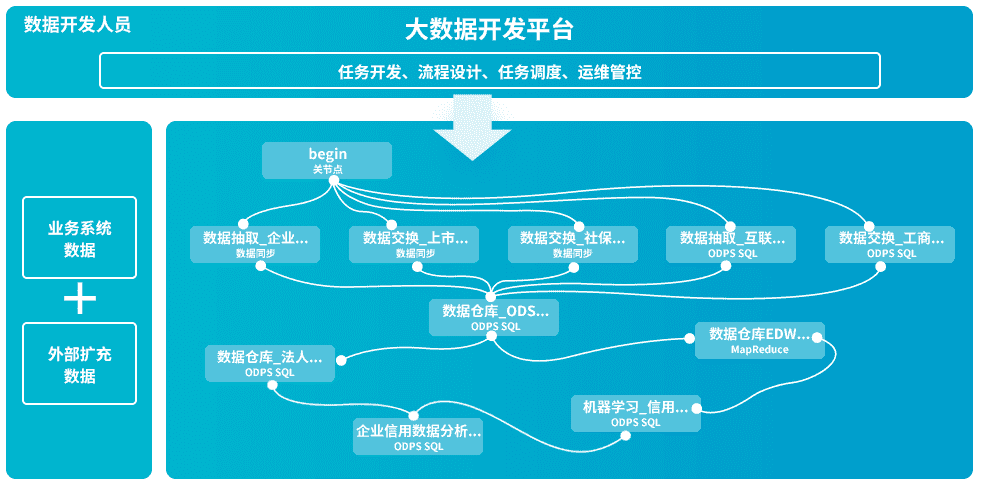 数据开发人员
大数据开发平台
任务开发、流程设计、任务调度、运维管控
业务系统
数据
+
外部扩充
数据
begin
关节点
数据抽取_企业...
数据同步
数据交换_上市...
数据同步
数据交换_社保...
数据同步
数据抽取_互联...
ODPS SQL
数据交换_工商...
ODPS SQL
数据仓库_ODS...
ODPS SQL
数据仓库EDW...
MapReduce
数据仓库_法人...
ODPS SQL
机器学习_信用...
ODPS SQL
企业信用数据分析...
ODPS SQL